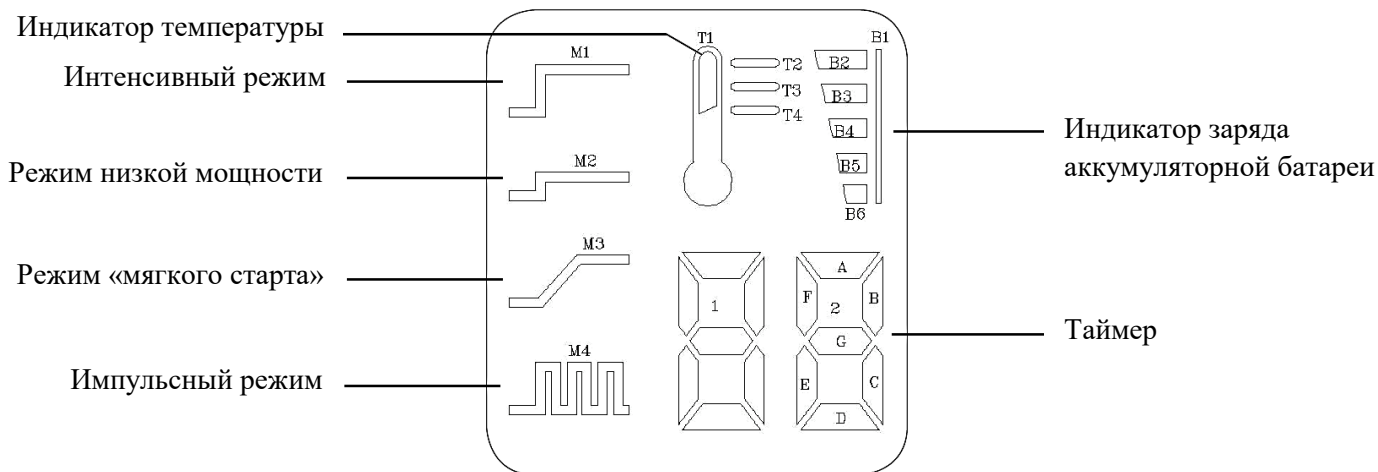 Индикатор температуры
Интенсивный режим
Режим низкой мощности
Режим «мягкого старта»
Импульсный режим
M1
M2
M3
M4
T1
T2
T3
T4
B1
B2
B3
B4
B5
B6
1
A
F
2
B
G
E
C
D
Индикатор заряда
аккумуляторной батареи
Таймер